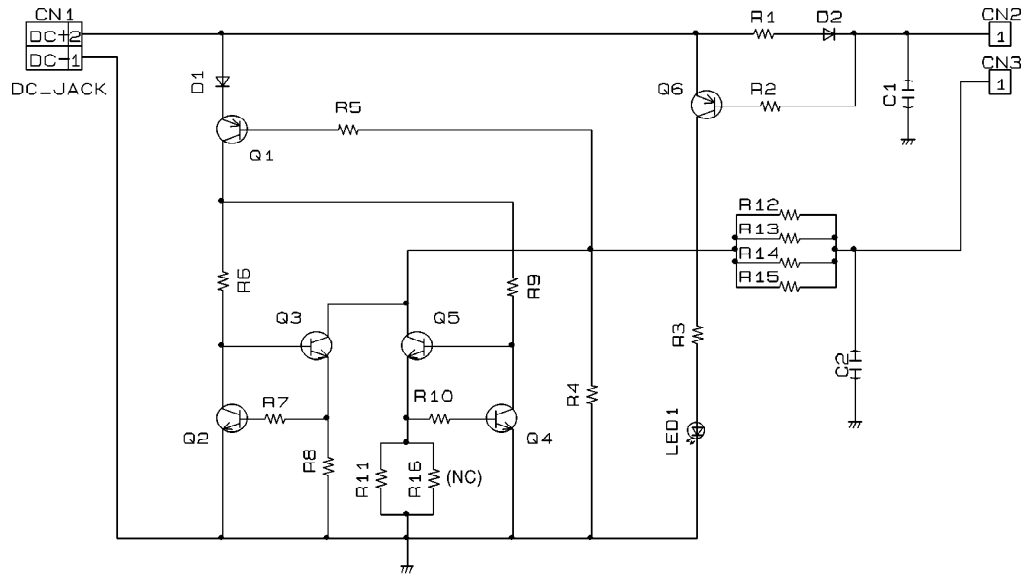 CN1
DC+2
DC-1
DC_JACK
R1
D2
CN2
1
CN3
1
D1
Q6
R2
C1
R5
Q1
R12
R13
R14
R15
R6
R9
Q3
Q5
R3
C2
R7
R10
R4
Q2
Q4
LED1
R8
R11
R16
(NC)